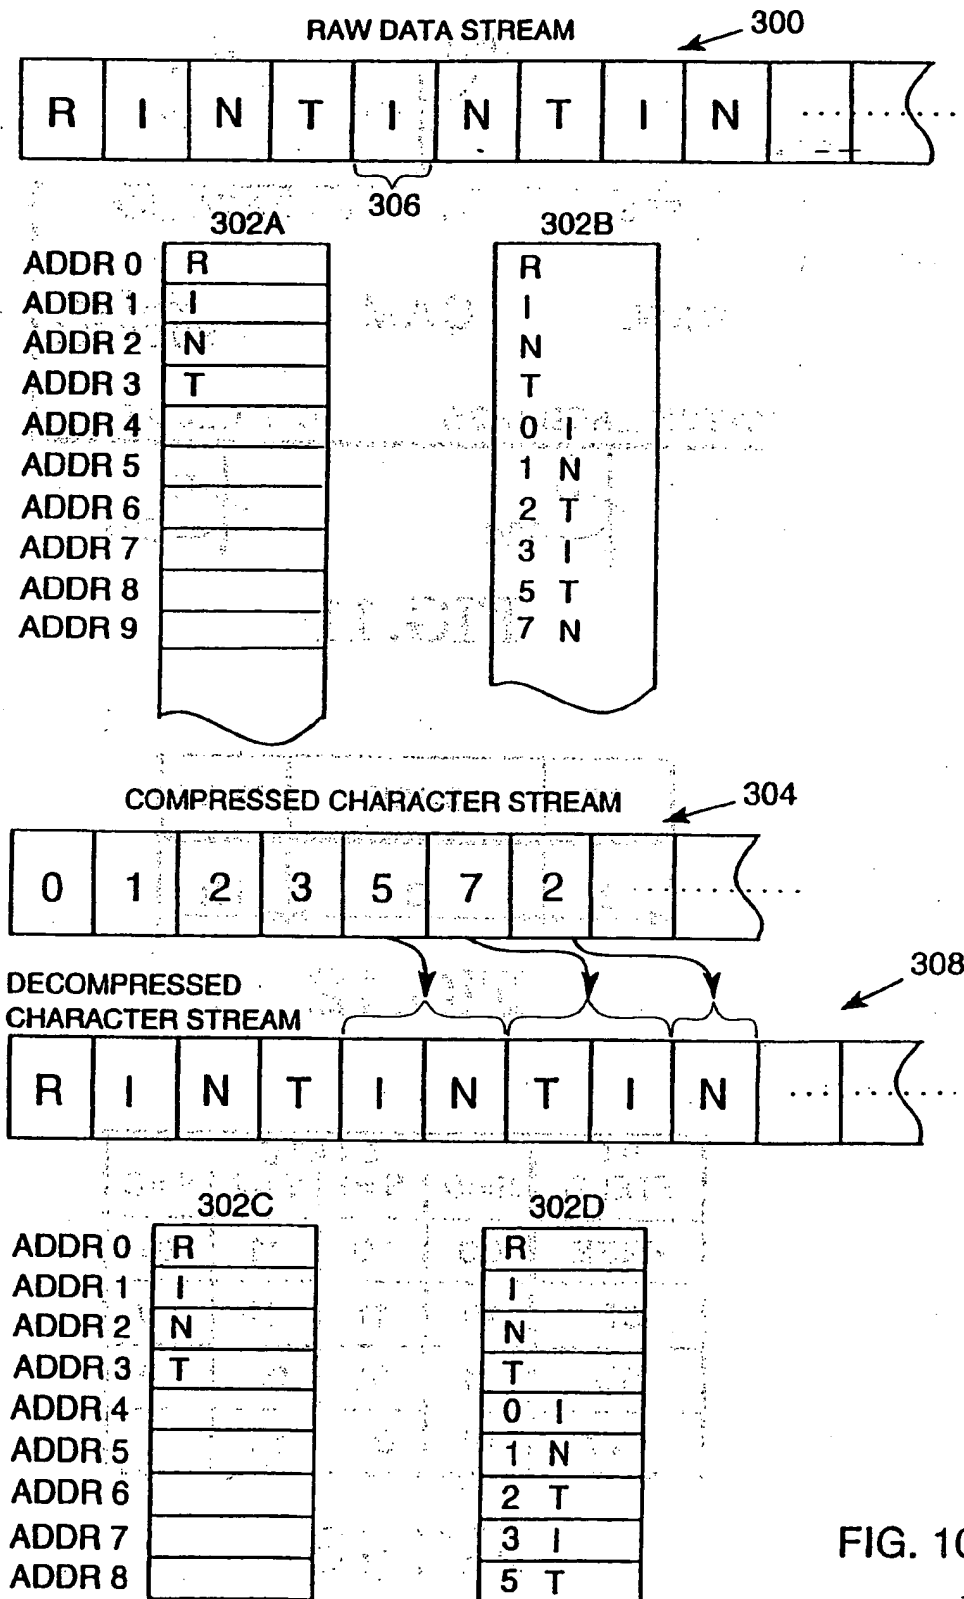 RAW DATA STREAM 300
R I N T I N T I N ..........
306
302A 302B
ADDR 0 R R
ADDR 1 I I
ADDR 2 N N
ADDR 3 T T
ADDR 4 0 I
ADDR 5 1 N
ADDR 6 2 T
ADDR 7 3 I
ADDR 8 5 T
ADDR 9 7 N
COMPRESSED CHARACTER STREAM 304
0 1 2 3 5 7 2 ..........
DECOMPRESSED
CHARACTER STREAM 308
R I N T I N T I N ..........
302C 302D
ADDR 0 R R
ADDR 1 I I
ADDR 2 N N
ADDR 3 T T
ADDR 4 0 I
ADDR 5 1 N
ADDR 6 2 T
ADDR 7 3 I
ADDR 8 5 T
FIG. 10